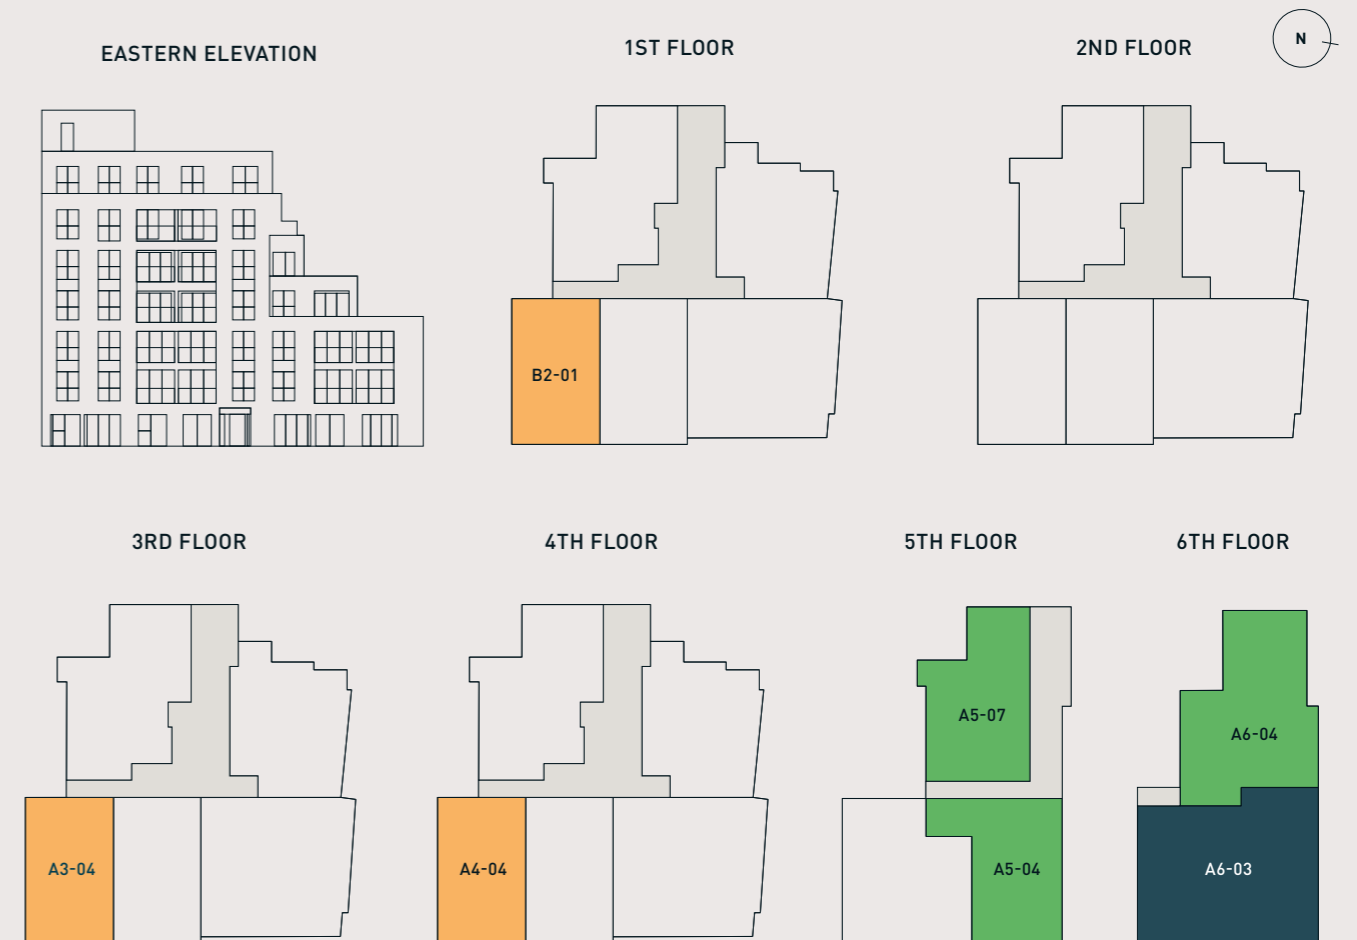 EASTERN ELEVATION
1ST FLOOR
2ND FLOOR
N
B2-01
3RD FLOOR
4TH FLOOR
5TH FLOOR
6TH FLOOR
A5-07
A6-04
A3-04
A4-04
A5-04
A6-03